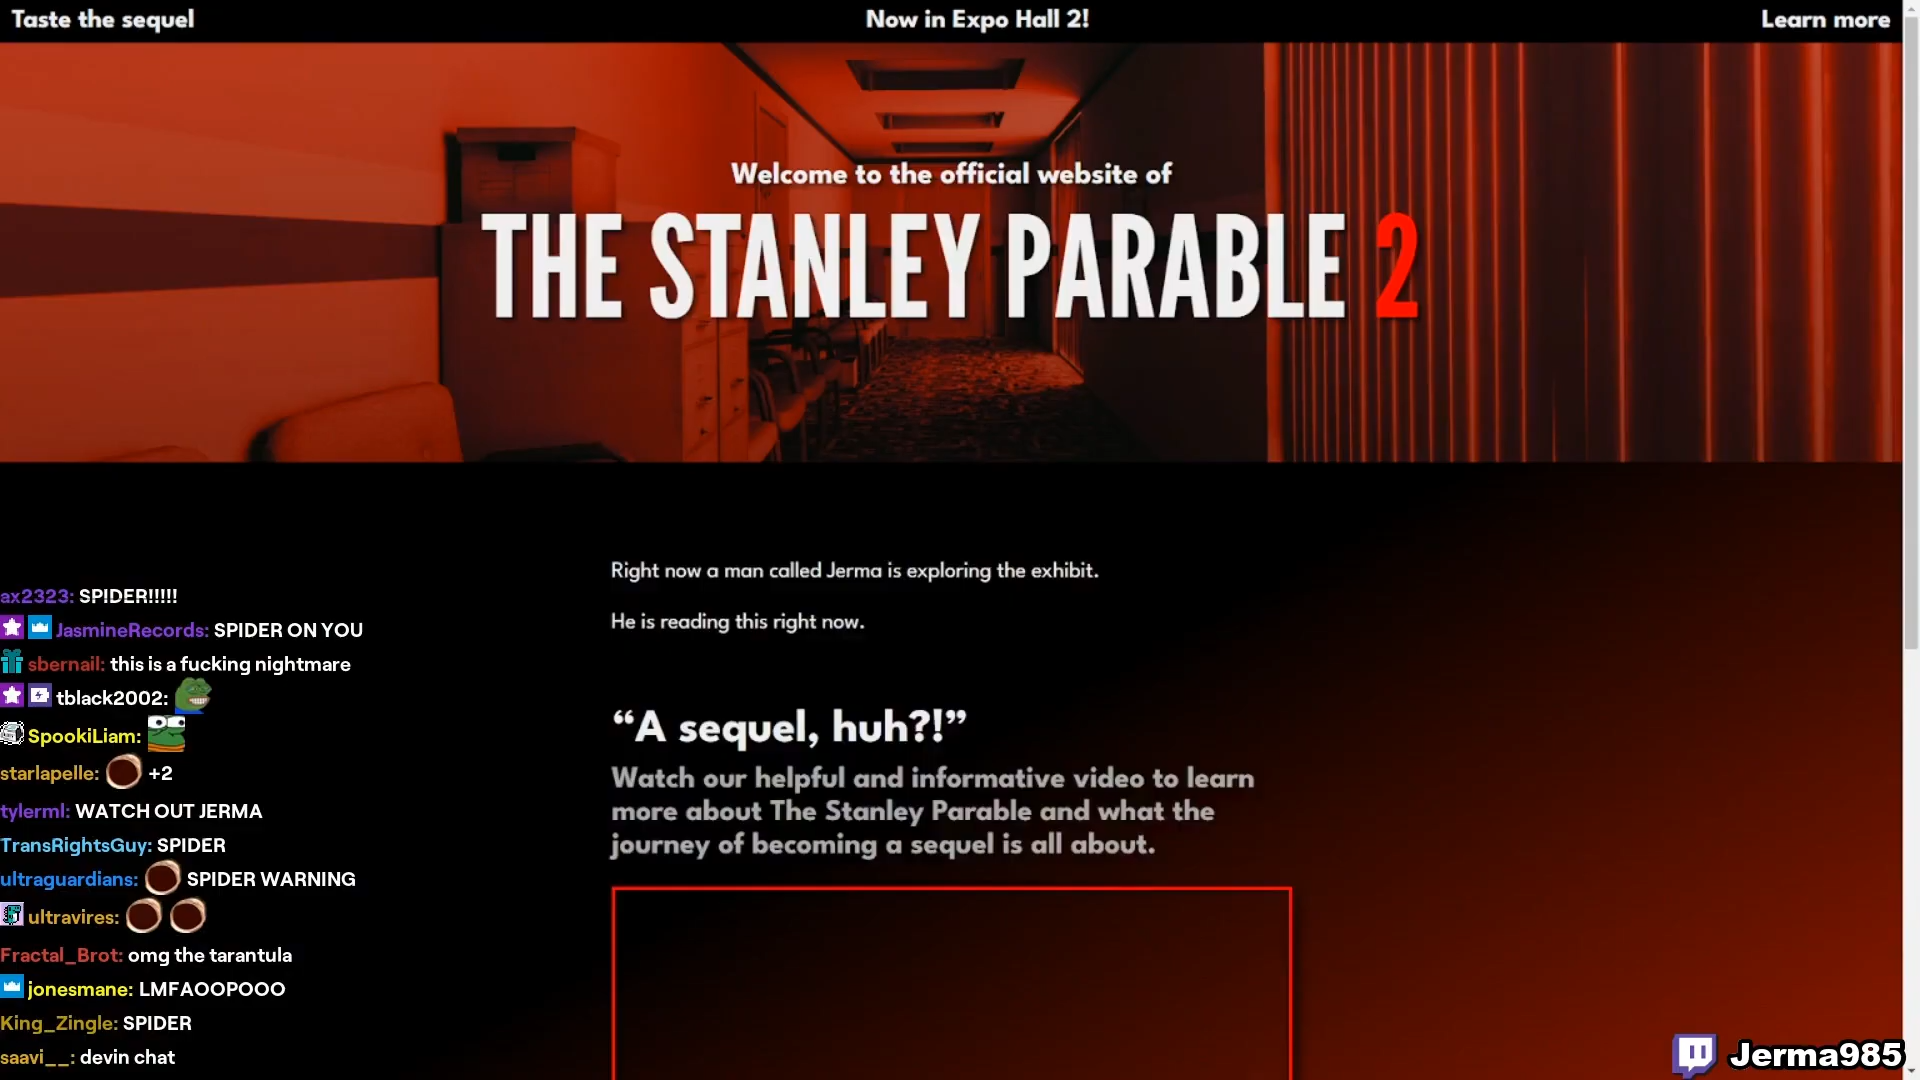 Taste the sequel
Now in Expo Hall 2!
Learn more
Welcome to the official website of
THE STANLEY PARABLE 2
Right now a man called Jerma is exploring the exhibit.
He is reading this right now.
“A sequel, huh?!”
Watch our helpful and informative video to learn
more about The Stanley Parable and what the
journey of becoming a sequel is all about.
ax2323: SPIDER!!!!!
JasmineRecords: SPIDER ON YOU
sbernail: this is a fucking nightmare
tblack2002:
SpookiLiam:
starlapelle: +2
tylerml: WATCH OUT JERMA
TransRightsGuy: SPIDER
ultraguardians: SPIDER WARNING
ultravires:
Fractal_Brot: omg the tarantula
jonesmane: LMFAOOPOOO
King_Zingle: SPIDER
saavi__: devin chat
Jerma985